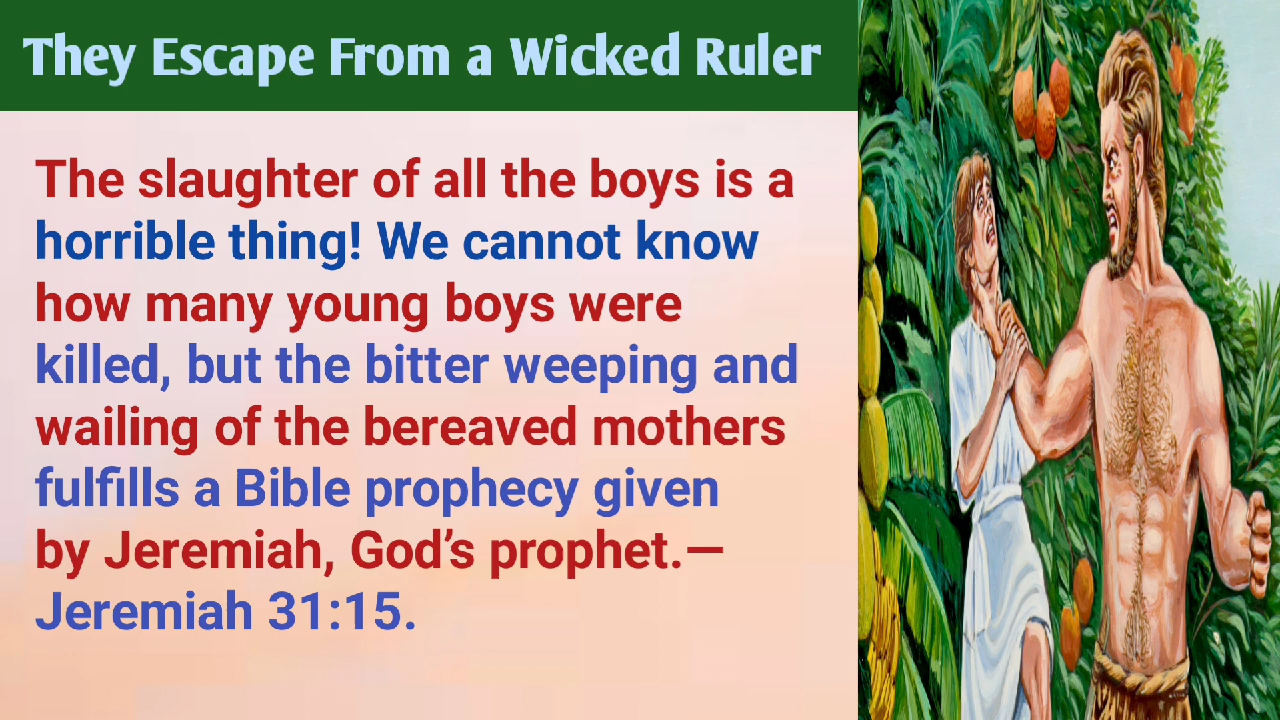 They Escape From a Wicked Ruler
The slaughter of all the boys is a
horrible thing! We cannot know
how many young boys were
killed, but the bitter weeping and
wailing of the bereaved mothers
fulfills a Bible prophecy given
by Jeremiah, God’s prophet.—
Jeremiah 31:15.